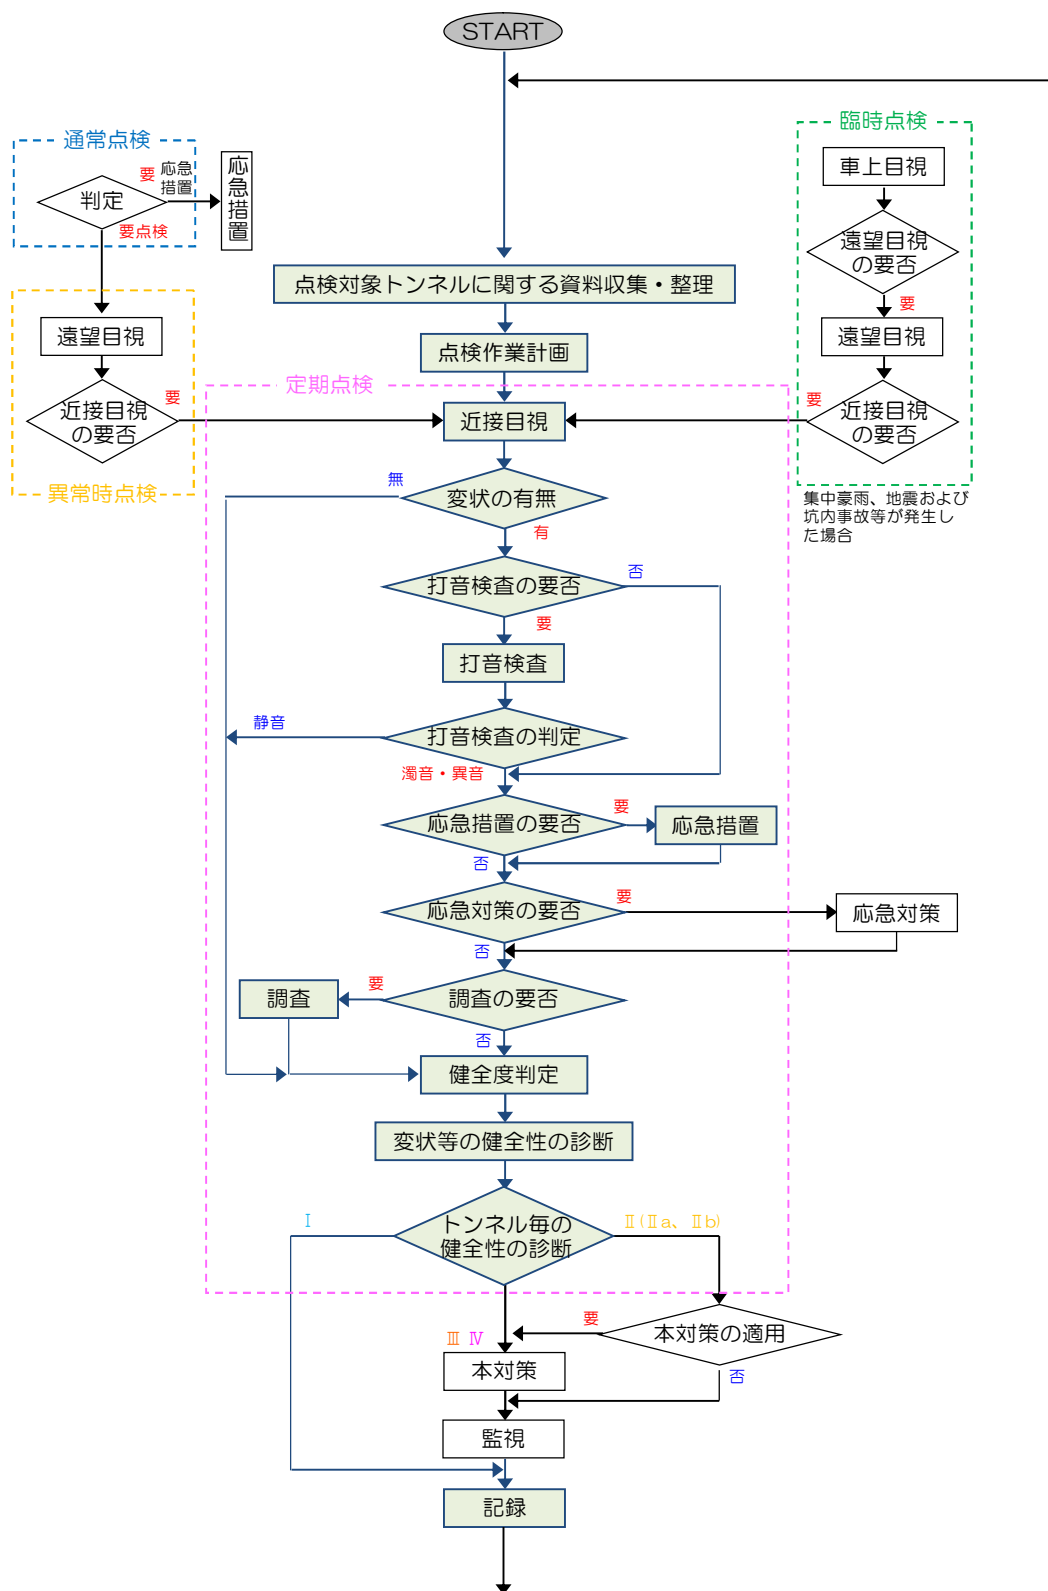 START
通常点検
要
応急
措置
判定
要点検
応急措置
臨時点検
車上目視
遠望目視
の要否
要
遠望目視
近接目視
の要否
要
集中豪雨、地震および
坑内事故等が発生し
た場合
点検対象トンネルに関する資料収集・整理
点検作業計画
遠望目視
近接目視
の要否
要
異常時点検
定期点検
近接目視
変状の有無
無
有
打音検査の要否
否
要
打音検査
打音検査の判定
静音
濁音・異音
応急措置の要否
要
応急措置
否
応急対策の要否
要
応急対策
否
調査の要否
要
調査
否
健全度判定
変状等の健全性の診断
トンネル毎の
健全性の診断
Ⅰ
Ⅱ(Ⅱa、Ⅱb)
本対策の適用
要
否
Ⅲ Ⅳ
本対策
監視
記録